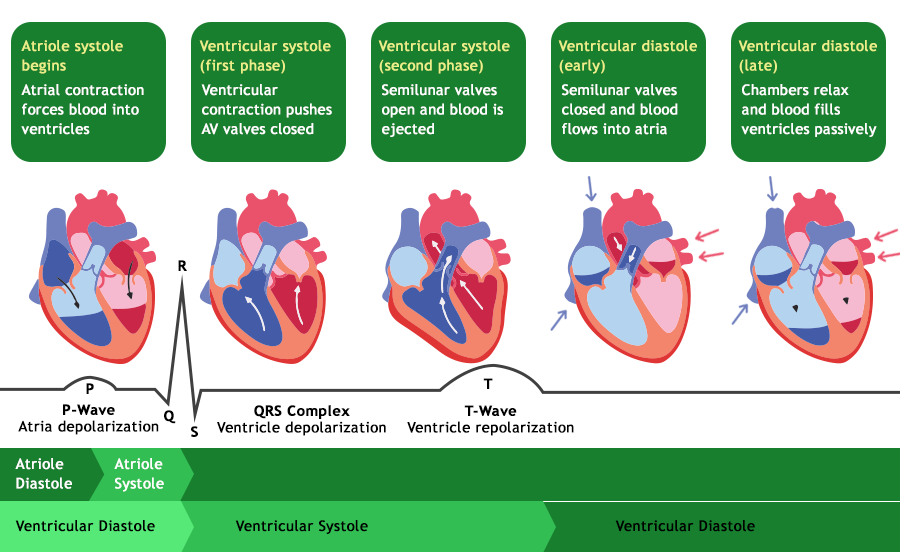 Atriole systole
begins
Atrial contraction
forces blood into
ventricles
Ventricular systole
(first phase)
Ventricular
contraction pushes
AV valves closed
Ventricular systole
(second phase)
Semilunar valves
open and blood is
ejected
Ventricular diastole
(early)
Semilunar valves
closed and blood
flows into atria
Ventricular diastole
(late)
Chambers relax
and blood fills
ventricles passively
R
P
Q
S
T
P-Wave
Atria depolarization
QRS Complex
Ventricle depolarization
T-Wave
Ventricle repolarization
Atriole
Diastole
Atriole
Systole
Ventricular Diastole
Ventricular Systole
Ventricular Diastole